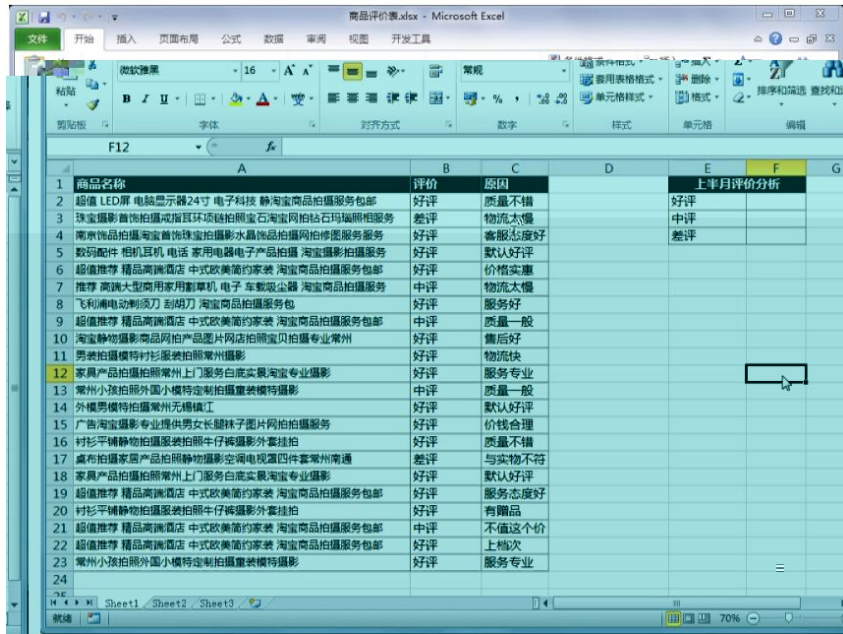 商品评价表.xlsx - Microsoft Excel
文件 开始 插入 页面布局 公式 数据 审阅 视图 开发工具
微软雅黑 16 A A 常规 条件格式 插入
粘贴 B I U A 变 % , 套用表格格式 删除 排序和筛选
单元格样式 格式
剪贴板 字体 对齐方式 数字 样式 单元格 编辑
F12 fx
A B C D E F G
1 商品名称 评价 原因 上半月评价分析
2 超值 LED屏 电脑显示器24寸 电子科技 静淘宝商品拍摄服务包邮 好评 质量不错 好评
3 珠宝摄影首饰拍摄戒指耳环项链拍照宝石淘宝网拍钻石玛瑙照相服务 差评 物流太慢 中评
4 南京饰品拍摄淘宝首饰珠宝拍摄影水晶饰品拍摄网拍修图服务服务 好评 客服态度好 差评
5 数码配件 相机耳机 电话 家用电器电子产品拍摄 淘宝摄影拍摄服务 好评 默认好评
6 超值推荐 精品高端酒店 中式欧美简约家装 淘宝商品拍摄服务包邮 好评 价格实惠
7 推荐 高端大型商用家用割草机 电子 车载吸尘器 淘宝商品拍摄服务 中评 物流太慢
8 飞利浦电动剃须刀 刮胡刀 淘宝商品拍摄服务包 好评 服务好
9 超值推荐 精品高端酒店 中式欧美简约家装 淘宝商品拍摄服务包邮 中评 质量一般
10 淘宝静物摄影商品网拍产品图片网店拍照宝贝拍摄专业常州 好评 售后好
11 男装拍摄模特衬衫服装拍照常州摄影 好评 物流快
12 家具产品拍摄拍照常州上门服务白底实景淘宝专业摄影 好评 服务专业
13 常州小孩拍照外国小模特定制拍摄童装模特摄影 中评 质量一般
14 外模男模特拍摄常州无锡镇江 好评 默认好评
15 广告淘宝摄影专业提供男女长腿袜子图片网拍拍摄服务 好评 价钱合理
16 衬衫平铺静物拍摄服装拍照牛仔裤摄影外套挂拍 好评 质量不错
17 桌布拍摄家居产品拍照静物摄影空调电视罩四件套常州南通 差评 与实物不符
18 家具产品拍摄拍照常州上门服务白底实景淘宝专业摄影 好评 默认好评
19 超值推荐 精品高端酒店 中式欧美简约家装 淘宝商品拍摄服务包邮 好评 服务态度好
20 衬衫平铺静物拍摄服装拍照牛仔裤摄影外套挂拍 好评 有赠品
21 超值推荐 精品高端酒店 中式欧美简约家装 淘宝商品拍摄服务包邮 中评 不值这个价
22 超值推荐 精品高端酒店 中式欧美简约家装 淘宝商品拍摄服务包邮 好评 上档次
23 常州小孩拍照外国小模特定制拍摄童装模特摄影 好评 服务专业
24
Sheet1 Sheet2 Sheet3
就绪 70%